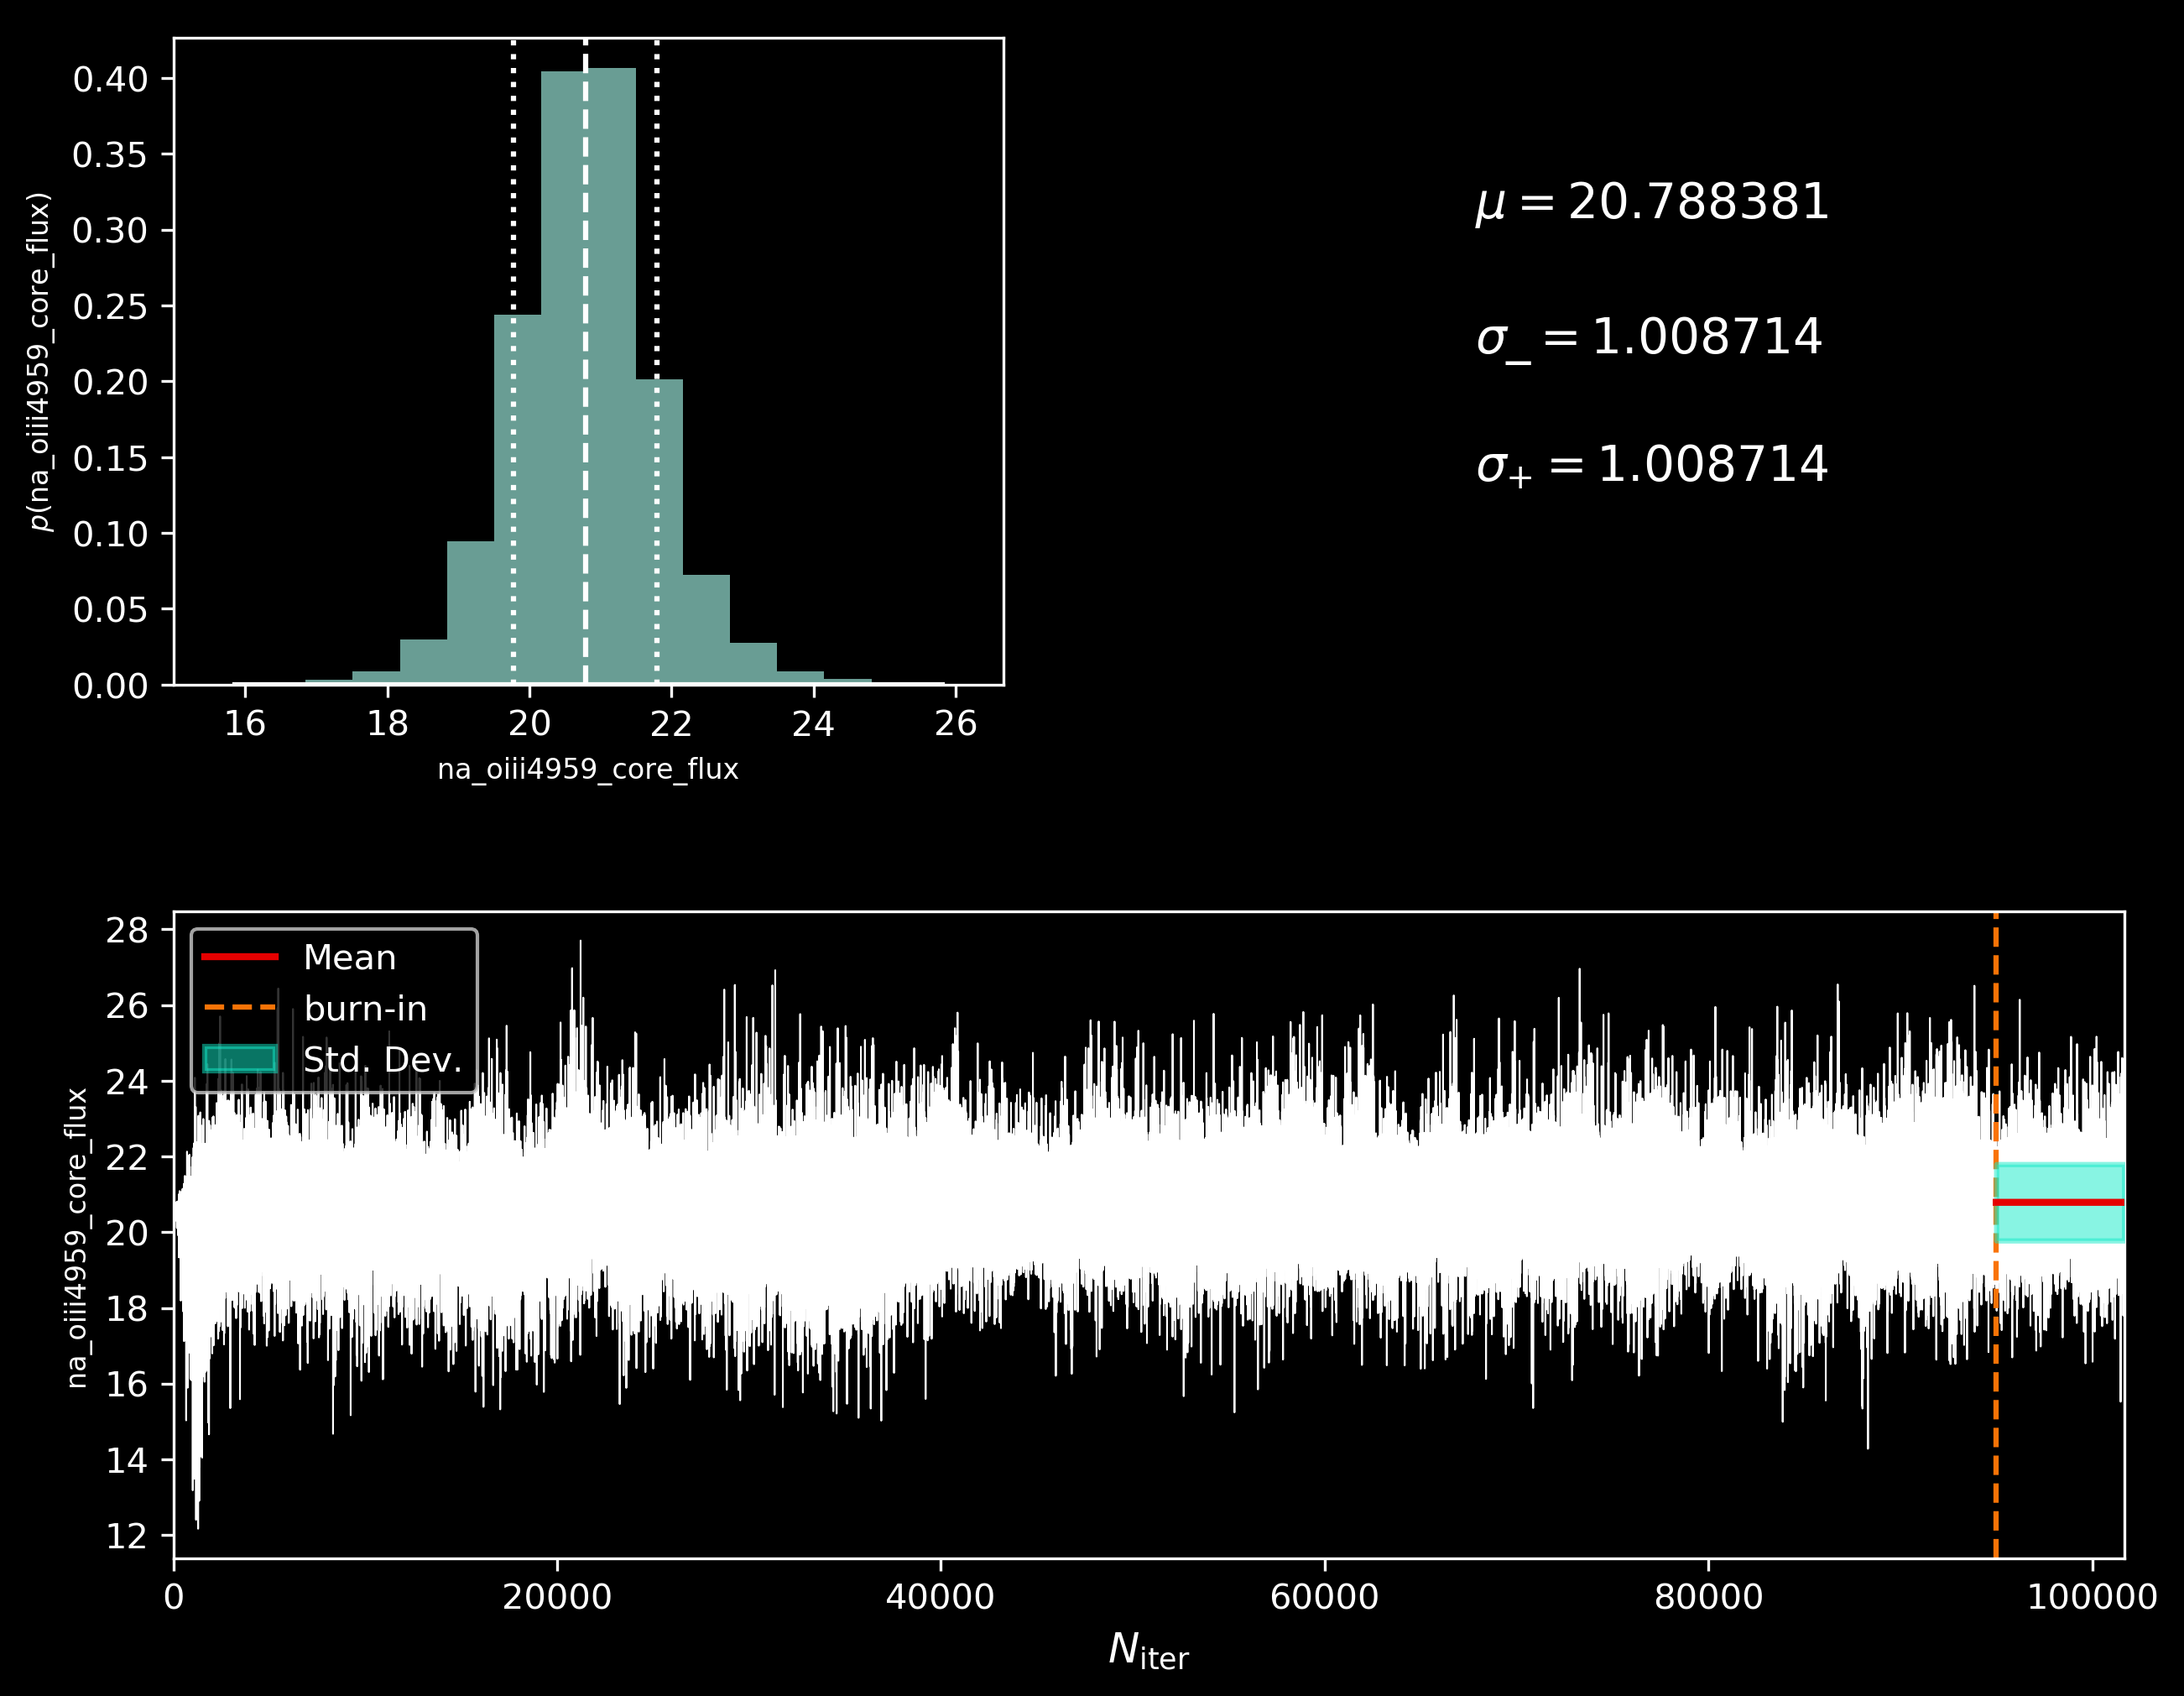 0.40
0.35
0.30
0.25
0.20
0.15
0.10
0.05
0.00
p(na_oiii4959_core_flux)
16 18 20 22 24 26
na_oiii4959_core_flux
μ = 20.788381
σ_ = 1.008714
σ+ = 1.008714
28
26
24
22
20
18
16
14
12
na_oiii4959_core_flux
Mean
burn-in
Std. Dev.
0 20000 40000 60000 80000 100000
Niter